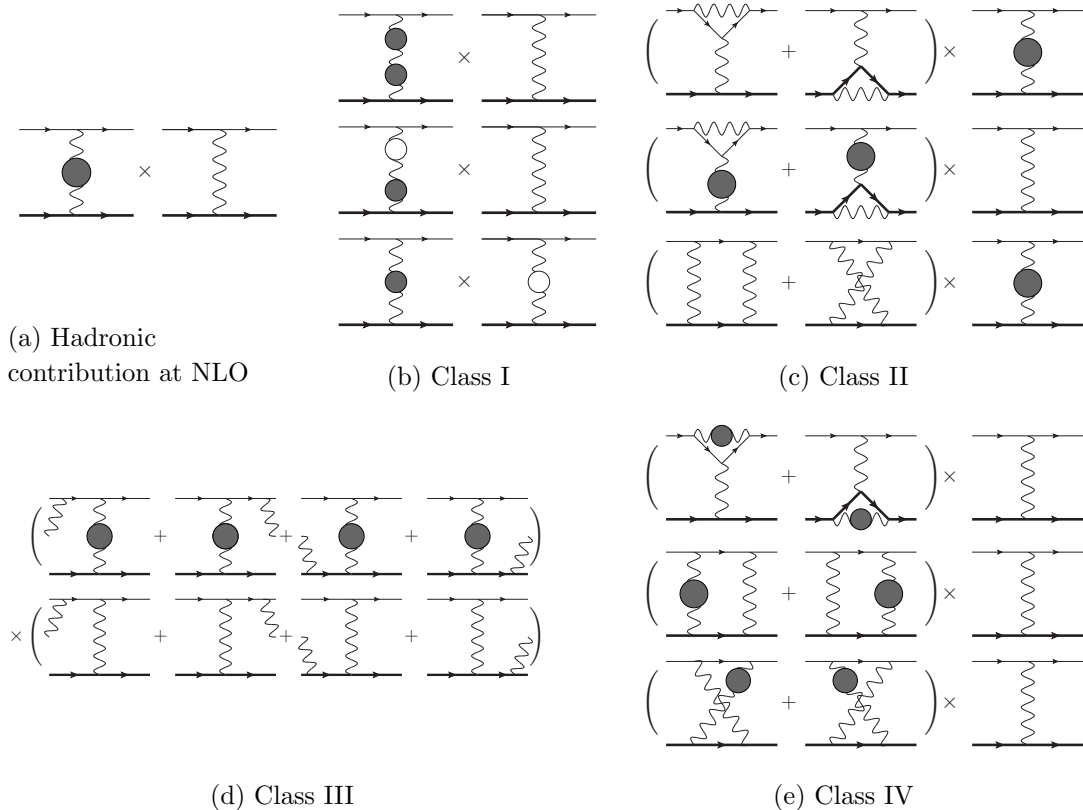 (a) Hadronic
contribution at NLO
(b) Class I
(c) Class II
(d) Class III
(e) Class IV